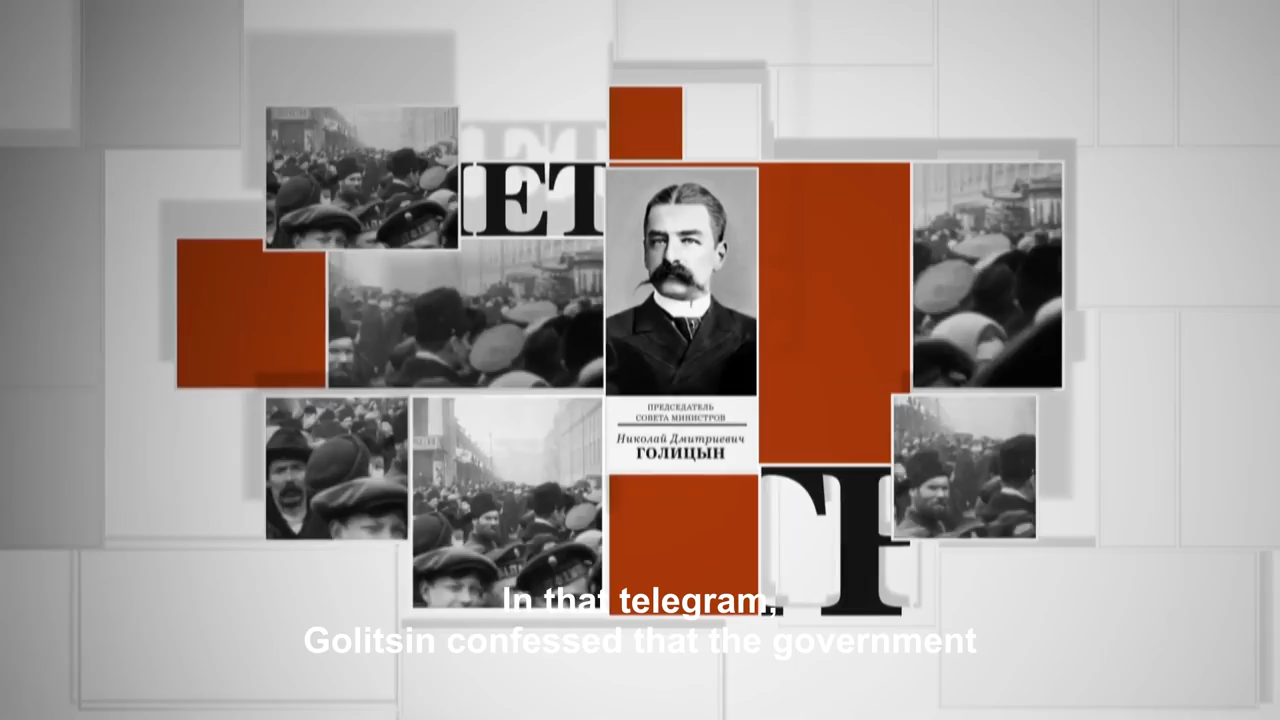 ЕТ
ПРЕДСЕДАТЕЛЬ
СОВЕТА МИНИСТРОВ
Николай Дмитриевич
ГОЛИЦЫН
In that telegram,
Golitsin confessed that the government